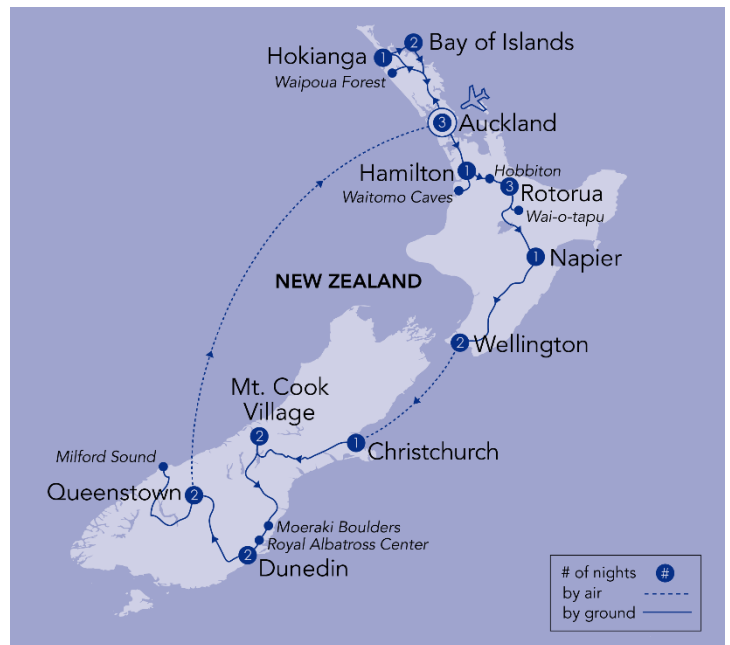 2 Bay of Islands
Hokianga 1
Waipoua Forest
3 Auckland
Hamilton 1
Hobbiton
Waitomo Caves
3 Rotorua
Wai-o-tapu
1 Napier
NEW ZEALAND
2 Wellington
Mt. Cook
Village
2
1 Christchurch
Milford Sound
Queenstown 2
Moeraki Boulders
Royal Albatross Center
2 Dunedin
# of nights #
by air
by ground